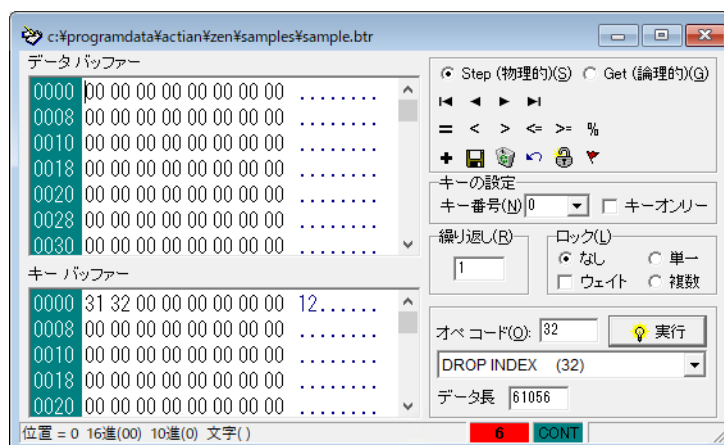 c:¥programdata¥actian¥zen¥samples¥sample.btr
データ バッファー
0000 00 00 00 00 00 00 00 00 ........
0008 00 00 00 00 00 00 00 00 ........
0010 00 00 00 00 00 00 00 00 ........
0018 00 00 00 00 00 00 00 00 ........
0020 00 00 00 00 00 00 00 00 ........
0028 00 00 00 00 00 00 00 00 ........
0030 00 00 00 00 00 00 00 00 ........
キー バッファー
0000 31 32 00 00 00 00 00 00 12......
0008 00 00 00 00 00 00 00 00 ........
0010 00 00 00 00 00 00 00 00 ........
0018 00 00 00 00 00 00 00 00 ........
0020 00 00 00 00 00 00 00 00 ........
Step (物理的)(S) Get (論理的)(G)
= < > <= >= %
キーの設定
キー番号(N) 0 キーオンリー
繰り返し(R)
1
ロック(L)
なし 単一
ウェイト 複数
オペ コード(O): 32 実行
DROP INDEX (32)
データ長 61056
位置 = 0 16進(00) 10進(0) 文字( ) 6 CONT